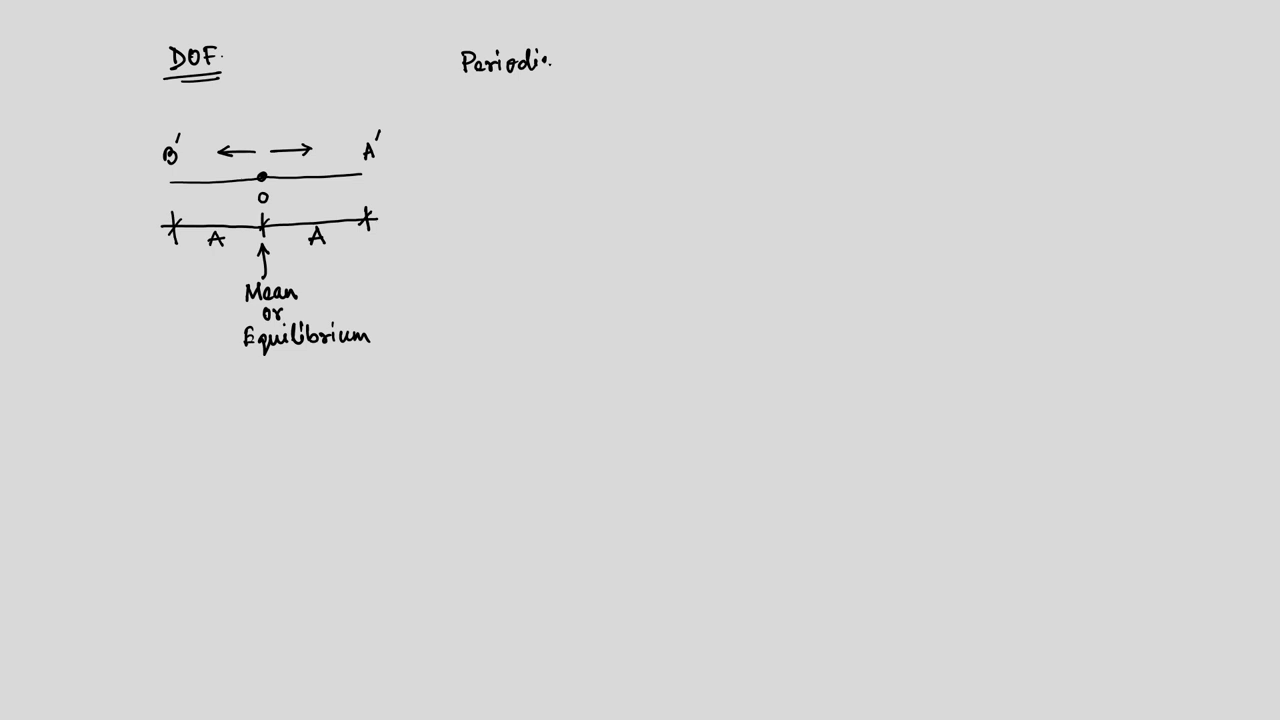 DOF.
Periodi
B' A'
O
A A
Mean
or
Equilibrium